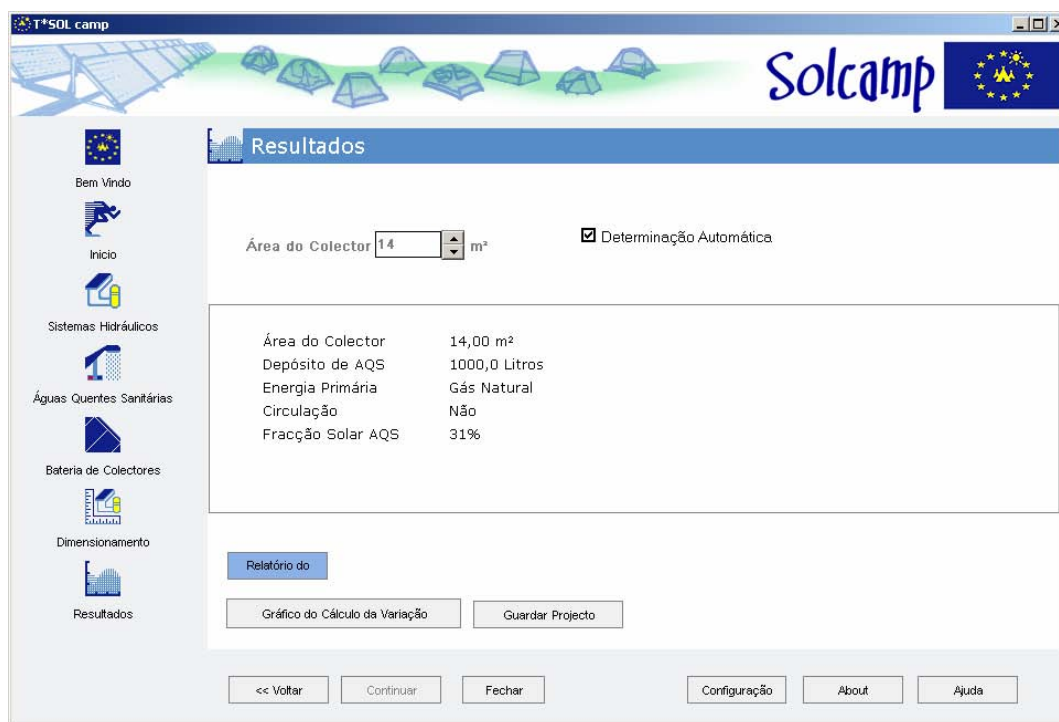 T*SOL camp
Solcamp
Bem Vindo
Inicio
Sistemas Hidráulicos
Águas Quentes Sanitárias
Bateria de Colectores
Dimensionamento
Resultados
Resultados
Área do Colector 14 m²
Determinação Automática
Área do Colector 14,00 m²
Depósito de AQS 1000,0 Litros
Energia Primária Gás Natural
Circulação Não
Fracção Solar AQS 31%
Relatório do
Gráfico do Cálculo da Variação
Guardar Projecto
<< Voltar
Continuar
Fechar
Configuração
About
Ajuda